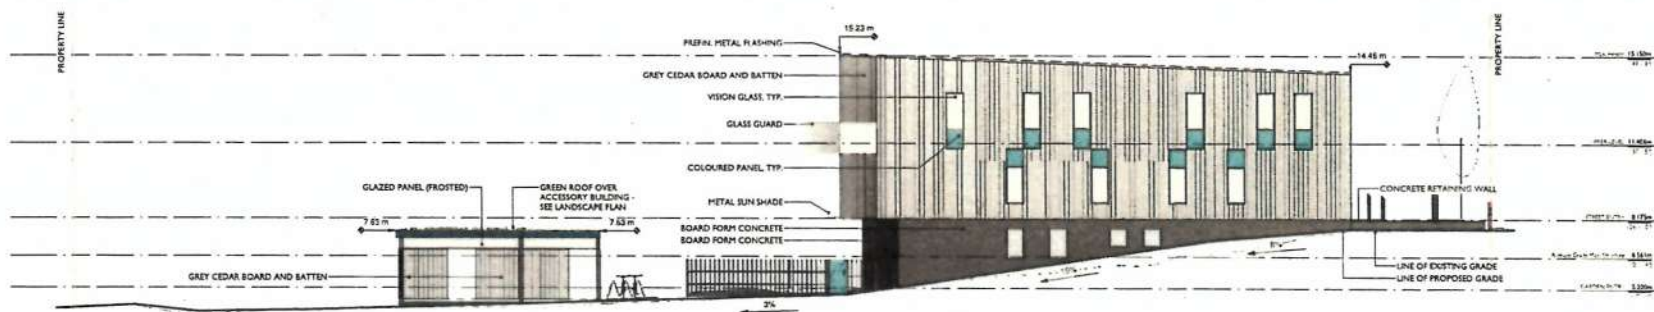 PROPERTY LINE
15.23 m
PREFIN. METAL FLASHING
GREY CEDAR BOARD AND BATTEN
VISION GLASS, TYP.
GLASS GUARD
COLOURED PANEL, TYP.
METAL SUN SHADE
BOARD FORM CONCRETE
BOARD FORM CONCRETE
GLAZED PANEL (FROSTED)
GREEN ROOF OVER
ACCESSORY BUILDING -
SEE LANDSCAPE PLAN
7.63 m
GREY CEDAR BOARD AND BATTEN
2%
15%
14.46 m
PROPERTY LINE
CONCRETE RETAINING WALL
LINE OF EXISTING GRADE
LINE OF PROPOSED GRADE